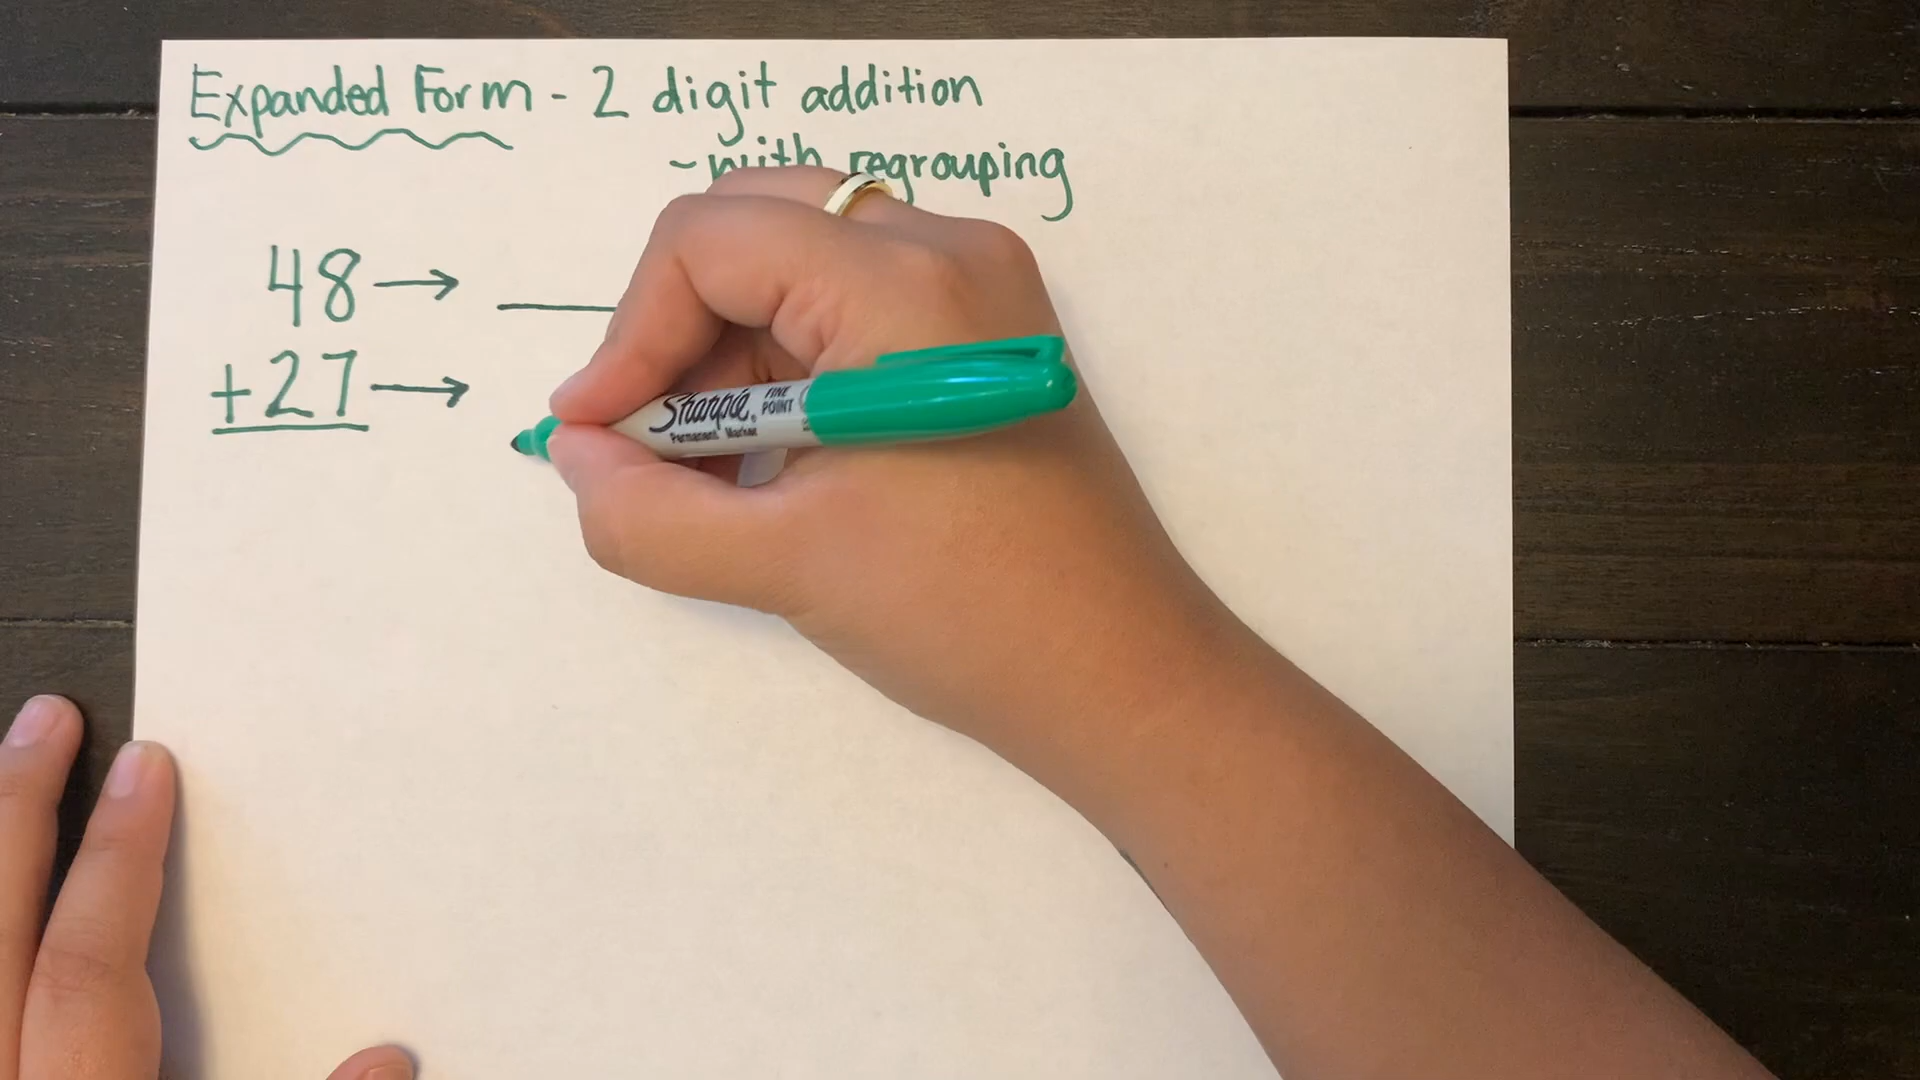 Expanded Form - 2 digit addition
~ with regrouping
48 →
+27 →
Sharpie. FINE POINT
Permanent Marker